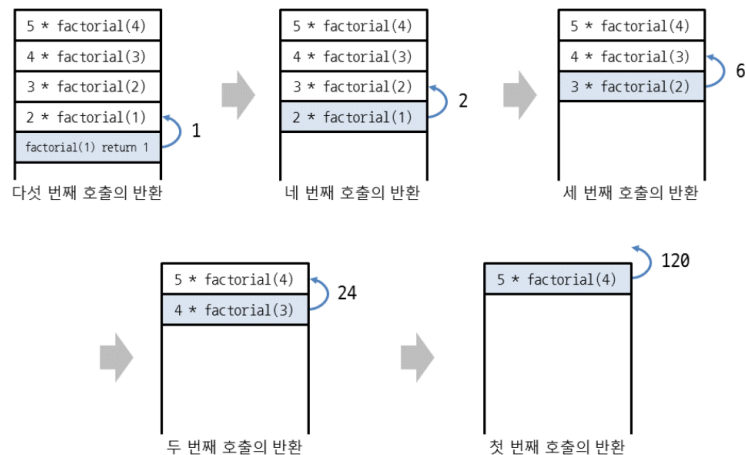 5 * factorial(4)
4 * factorial(3)
3 * factorial(2)
2 * factorial(1)
factorial(1) return 1
1
다섯 번째 호출의 반환
5 * factorial(4)
4 * factorial(3)
3 * factorial(2)
2 * factorial(1)
2
네 번째 호출의 반환
5 * factorial(4)
4 * factorial(3)
3 * factorial(2)
6
세 번째 호출의 반환
5 * factorial(4)
4 * factorial(3)
24
두 번째 호출의 반환
5 * factorial(4)
120
첫 번째 호출의 반환